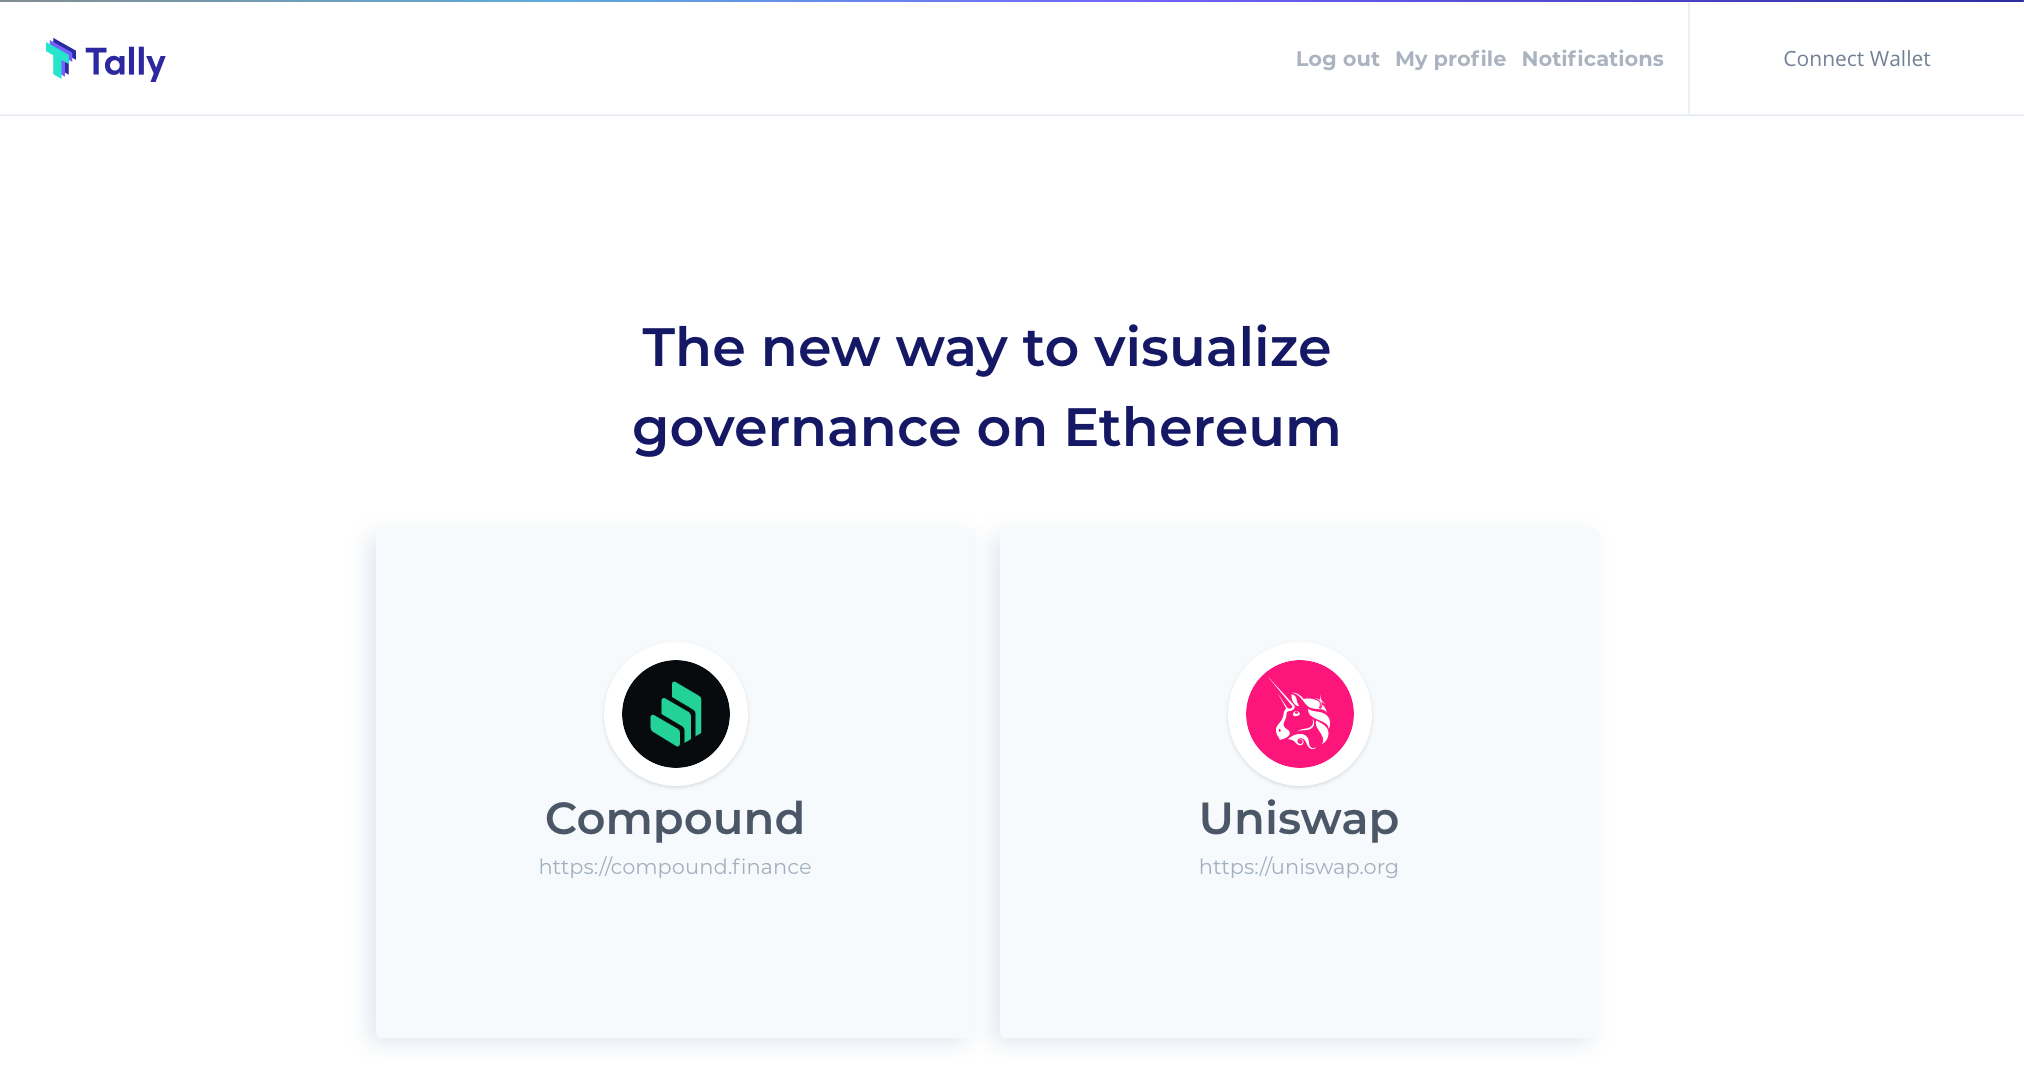 Tally
Log out My profile Notifications Connect Wallet
The new way to visualize
governance on Ethereum
Compound
https://compound.finance
Uniswap
https://uniswap.org